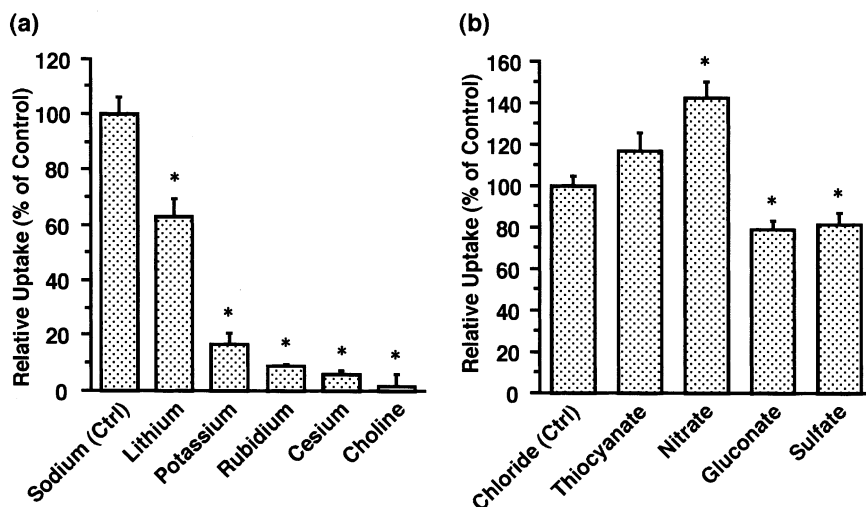 (a)
Relative Uptake (% of Control)
120
100
80
60
40
20
0
*
*
*
*
*
Sodium (Ctrl)
Lithium
Potassium
Rubidium
Cesium
Choline
(b)
Relative Uptake (% of Control)
160
140
120
100
80
60
40
20
0
*
*
*
Chloride (Ctrl)
Thiocyanate
Nitrate
Gluconate
Sulfate